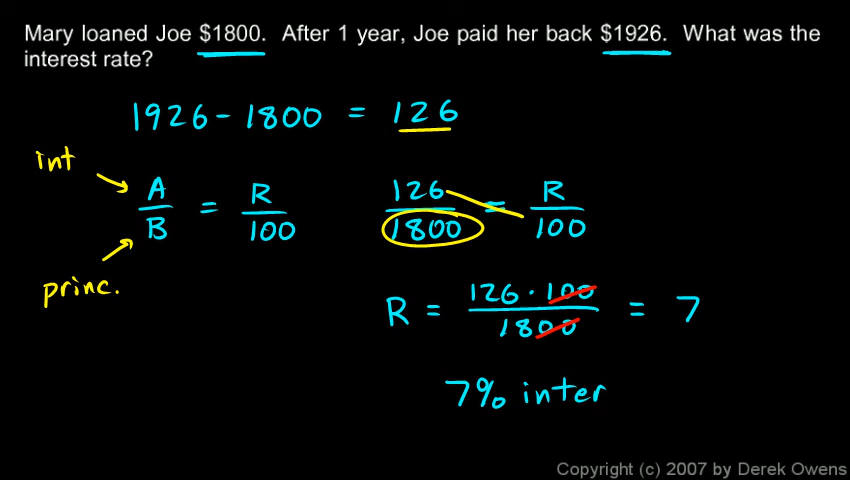 Mary loaned Joe $1800. After 1 year, Joe paid her back $1926. What was the
interest rate?
1926 - 1800 = 126
int
A/B = R/100
126/1800 = R/100
princ.
R = 126 · 100/1800 = 7
7% inter
Copyright (c) 2007 by Derek Owens